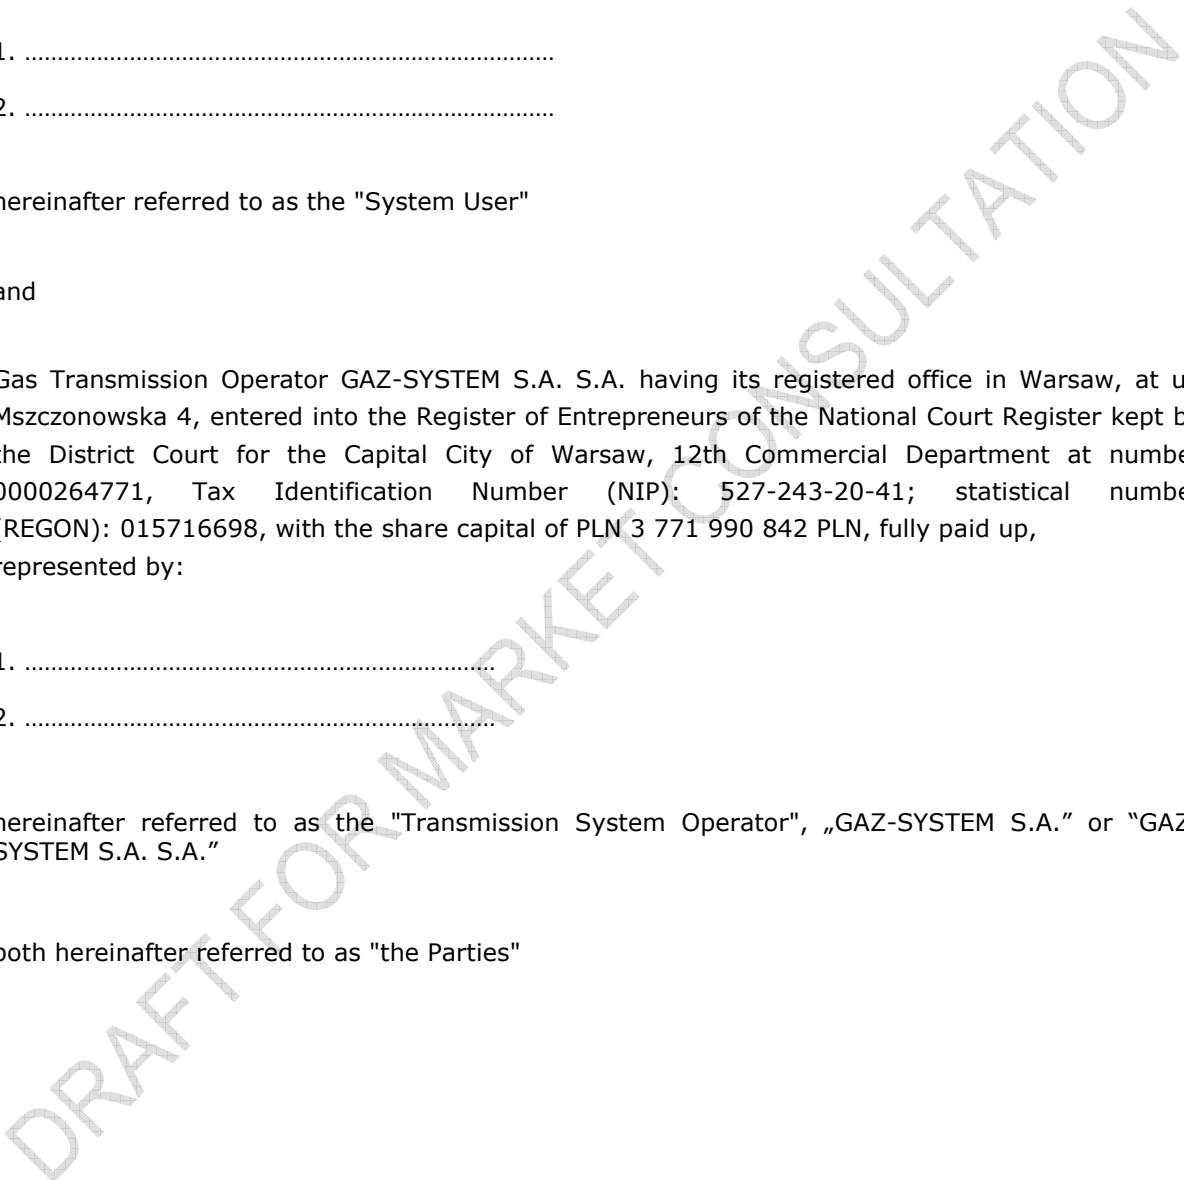 1. ........................................................................
2. ........................................................................
hereinafter referred to as the "System User"
and
Gas Transmission Operator GAZ-SYSTEM S.A. S.A. having its registered office in Warsaw, at u
Mszczonowska 4, entered into the Register of Entrepreneurs of the National Court Register kept b
the District Court for the Capital City of Warsaw, 12th Commercial Department at numbe
0000264771, Tax Identification Number (NIP): 527-243-20-41; statistical numbe
(REGON): 015716698, with the share capital of PLN 3 771 990 842 PLN, fully paid up,
represented by:
1. ................................................................
2. ................................................................
hereinafter referred to as the "Transmission System Operator", „GAZ-SYSTEM S.A.” or “GAZ
SYSTEM S.A. S.A.”
both hereinafter referred to as "the Parties"
DRAFT FOR MARKET CONSULTATION